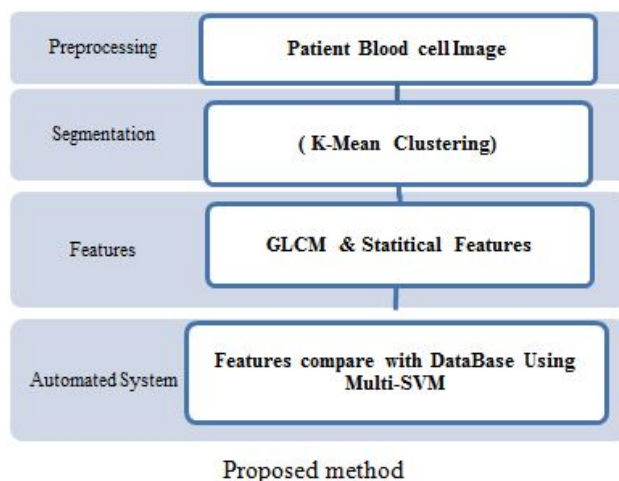 Preprocessing
Patient Blood cell Image
Segmentation
( K-Mean Clustering)
Features
GLCM & Statitical Features
Automated System
Features compare with DataBase Using
Multi-SVM
Proposed method